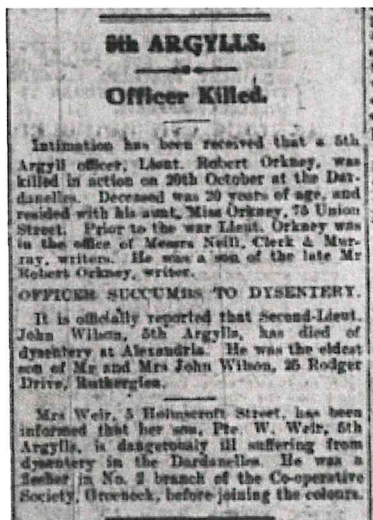 5th ARGYLLS.
Officer Killed.
Intimation has been received that a 5th
Argyll officer, Lieut. Robert Orkney, was
killed in action on 20th October at the Dar-
danelles. Deceased was 20 years of age, and
resided with his aunt, Miss Orkney, 75 Union
Street. Prior to the war Lieut. Orkney was
in the office of Messrs Neill, Clerk & Mur-
ray, writers. He was a son of the late Mr
Robert Orkney, writer.
OFFICER SUCCUMBS TO DYSENTERY.
It is officially reported that Second-Lieut.
John Wilson, 5th Argylls, has died of
dysentery at Alexandria. He was the eldest
son of Mr and Mrs John Wilson, 25 Rodger
Drive, Rutherglen.
Mrs Weir, 5 Holmscroft Street, has been
informed that her son, Pte. W. Weir, 5th
Argylls, is dangerously ill suffering from
dysentery in the Dardanelles. He was a
flesher in No. 2 branch of the Co-operative
Society, Greenock, before joining the colours.